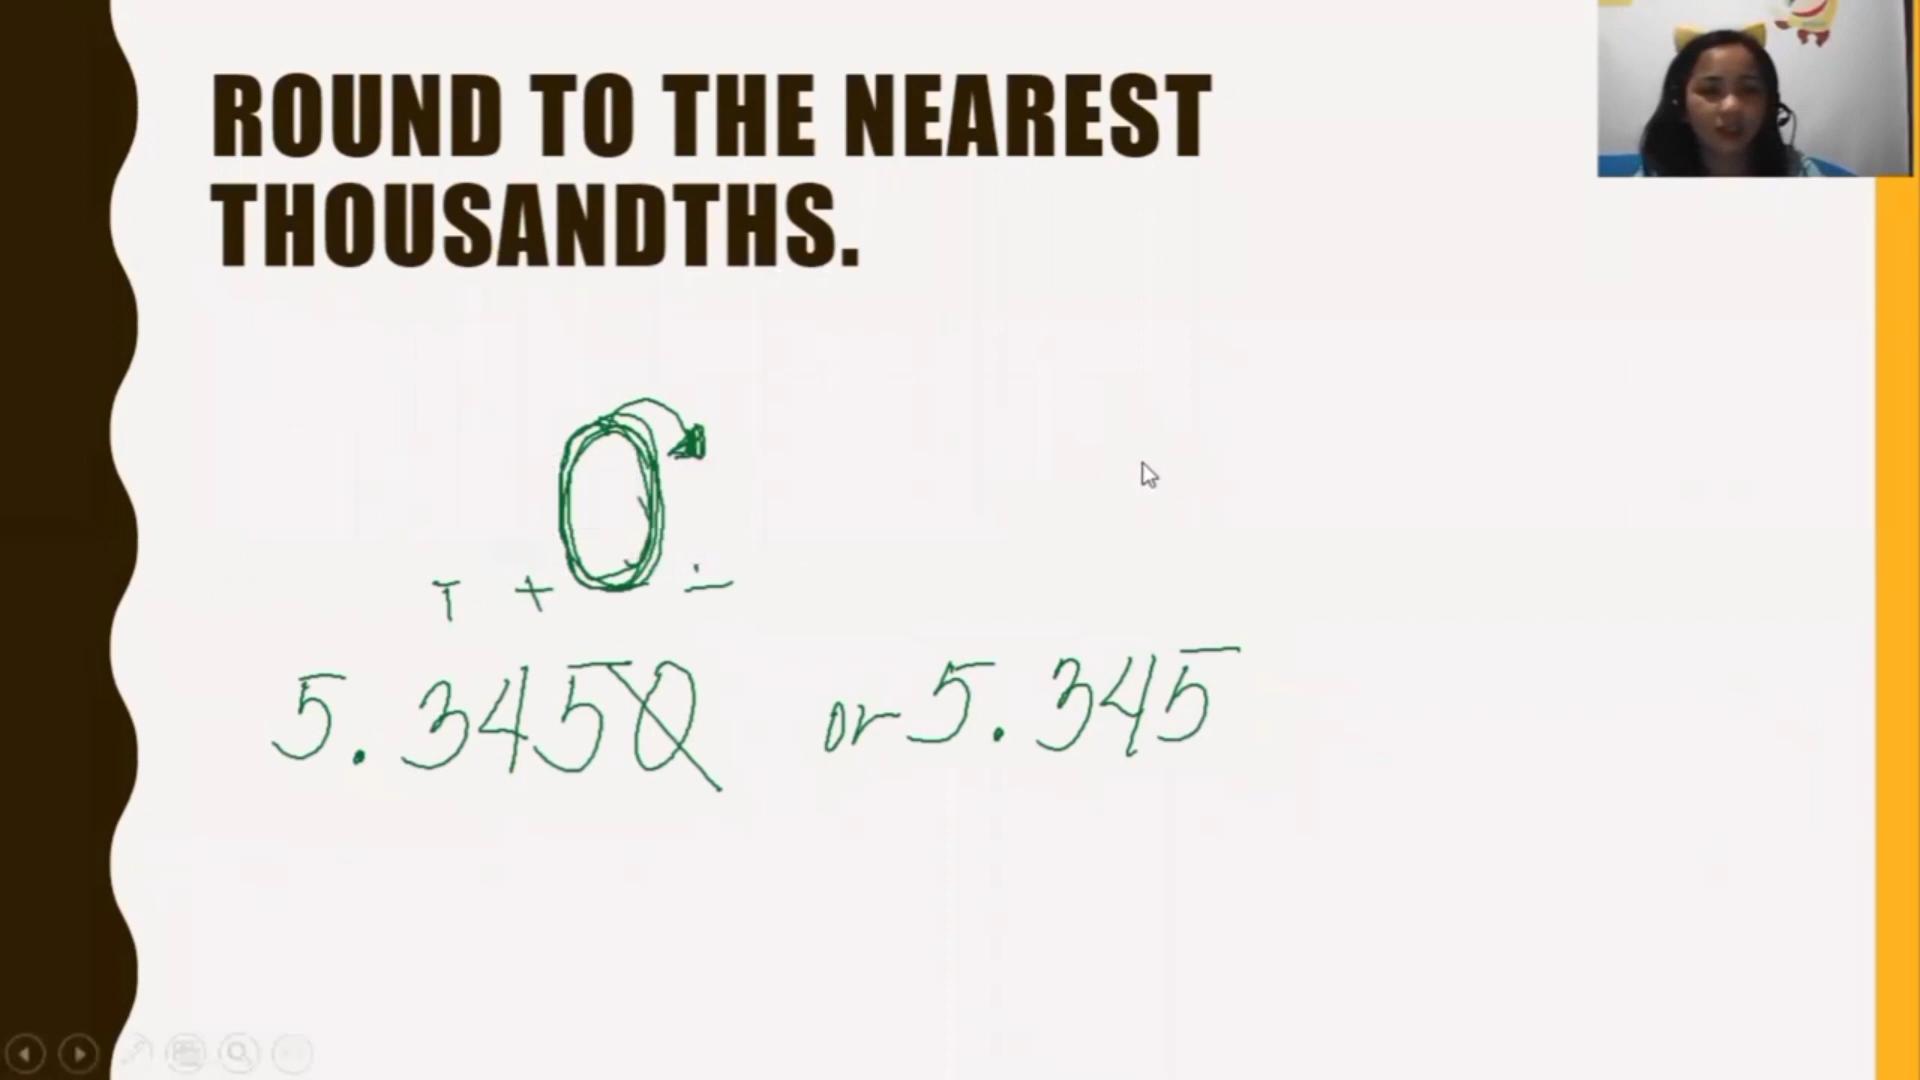 ROUND TO THE NEAREST
THOUSANDTHS.
0
T + -
5.3450 or 5.345